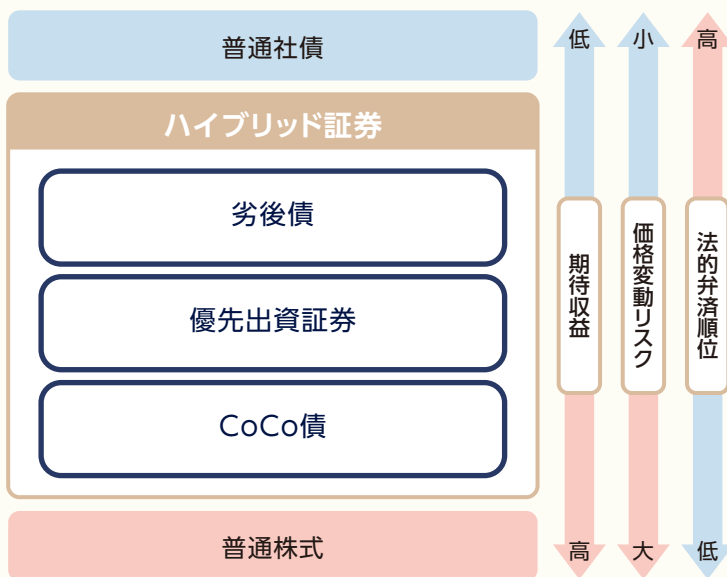 普通社債
ハイブリッド証券
劣後債
優先出資証券
CoCo債
普通株式
低
小
高
期待収益
価格変動リスク
法的弁済順位
高
大
低